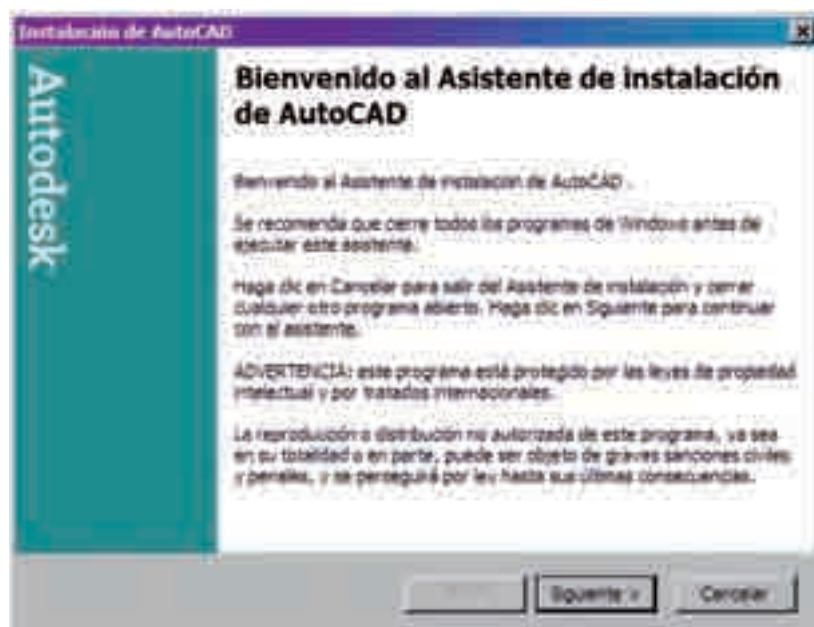 Instalación de AutoCAD
Autodesk
Bienvenido al Asistente de instalación
de AutoCAD
Bienvenido al Asistente de instalación de AutoCAD .
Se recomienda que cierre todos los programas de Windows antes de
ejecutar este asistente.
Haga clic en Cancelar para salir del Asistente de instalación y cerrar
cualquier otro programa abierto. Haga clic en Siguiente para continuar
con el asistente.
ADVERTENCIA: este programa está protegido por las leyes de propiedad
intelectual y por tratados internacionales.
La reproducción o distribución no autorizada de este programa, ya sea
en su totalidad o en parte, puede ser objeto de graves sanciones civiles
y penales, y se perseguirá por ley hasta sus últimas consecuencias.
Siguiente >
Cancelar